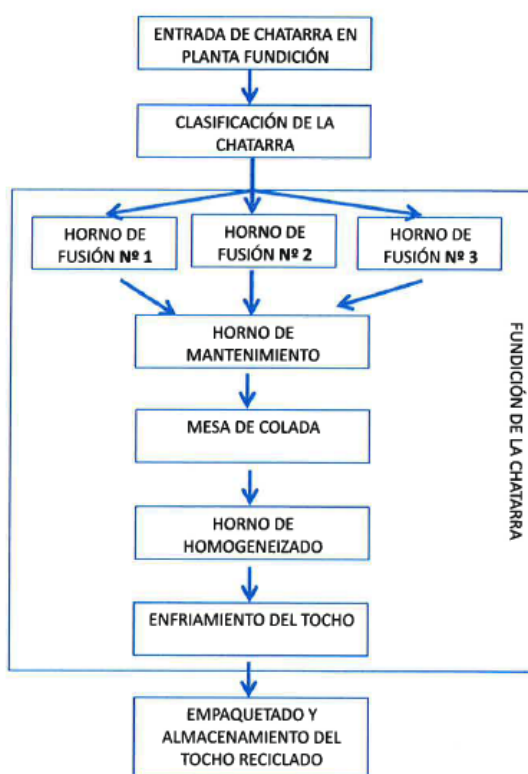 ENTRADA DE CHATARRA EN
PLANTA FUNDICIÓN
CLASIFICACIÓN DE LA
CHATARRA
HORNO DE
FUSIÓN Nº 1
HORNO DE
FUSIÓN Nº 2
HORNO DE
FUSIÓN Nº 3
HORNO DE
MANTENIMIENTO
MESA DE COLADA
HORNO DE
HOMOGENEIZADO
ENFRIAMIENTO DEL TOCHO
FUNDICIÓN DE LA CHATARRA
EMPAQUETADO Y
ALMACENAMIENTO DEL
TOCHO RECICLADO